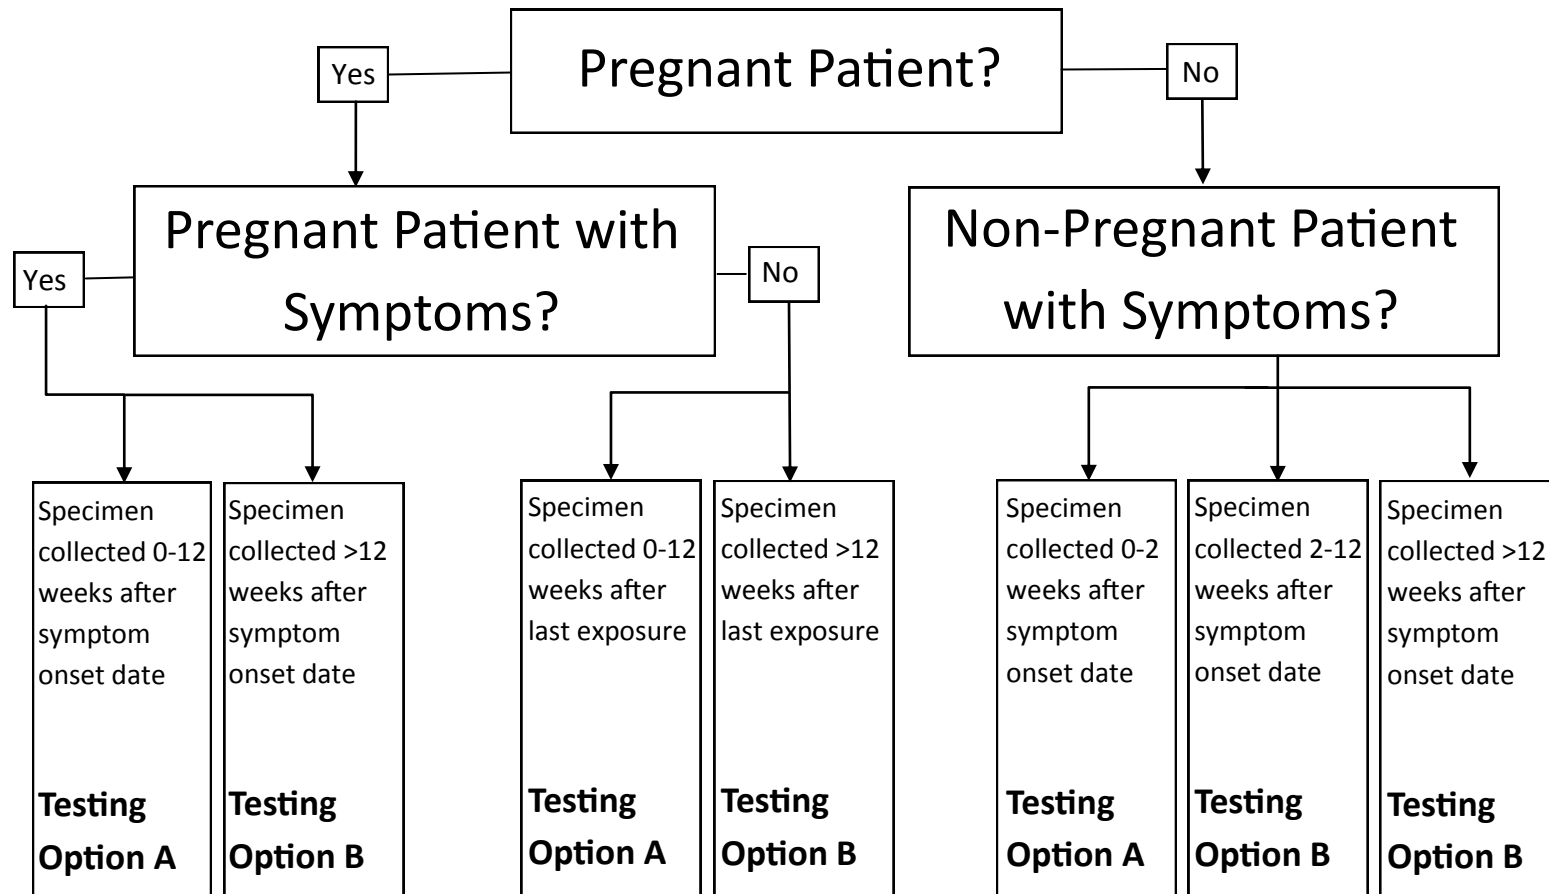 Pregnant Patient?
Yes
No
Pregnant Patient with
Symptoms?
Yes
No
Non-Pregnant Patient
with Symptoms?
Specimen
collected 0-12
weeks after
symptom
onset date
Testing
Option A
Specimen
collected >12
weeks after
symptom
onset date
Testing
Option B
Specimen
collected 0-12
weeks after
last exposure
Testing
Option A
Specimen
collected >12
weeks after
last exposure
Testing
Option B
Specimen
collected 0-2
weeks after
symptom
onset date
Testing
Option A
Specimen
collected 2-12
weeks after
symptom
onset date
Testing
Option B
Specimen
collected >12
weeks after
symptom
onset date
Testing
Option B